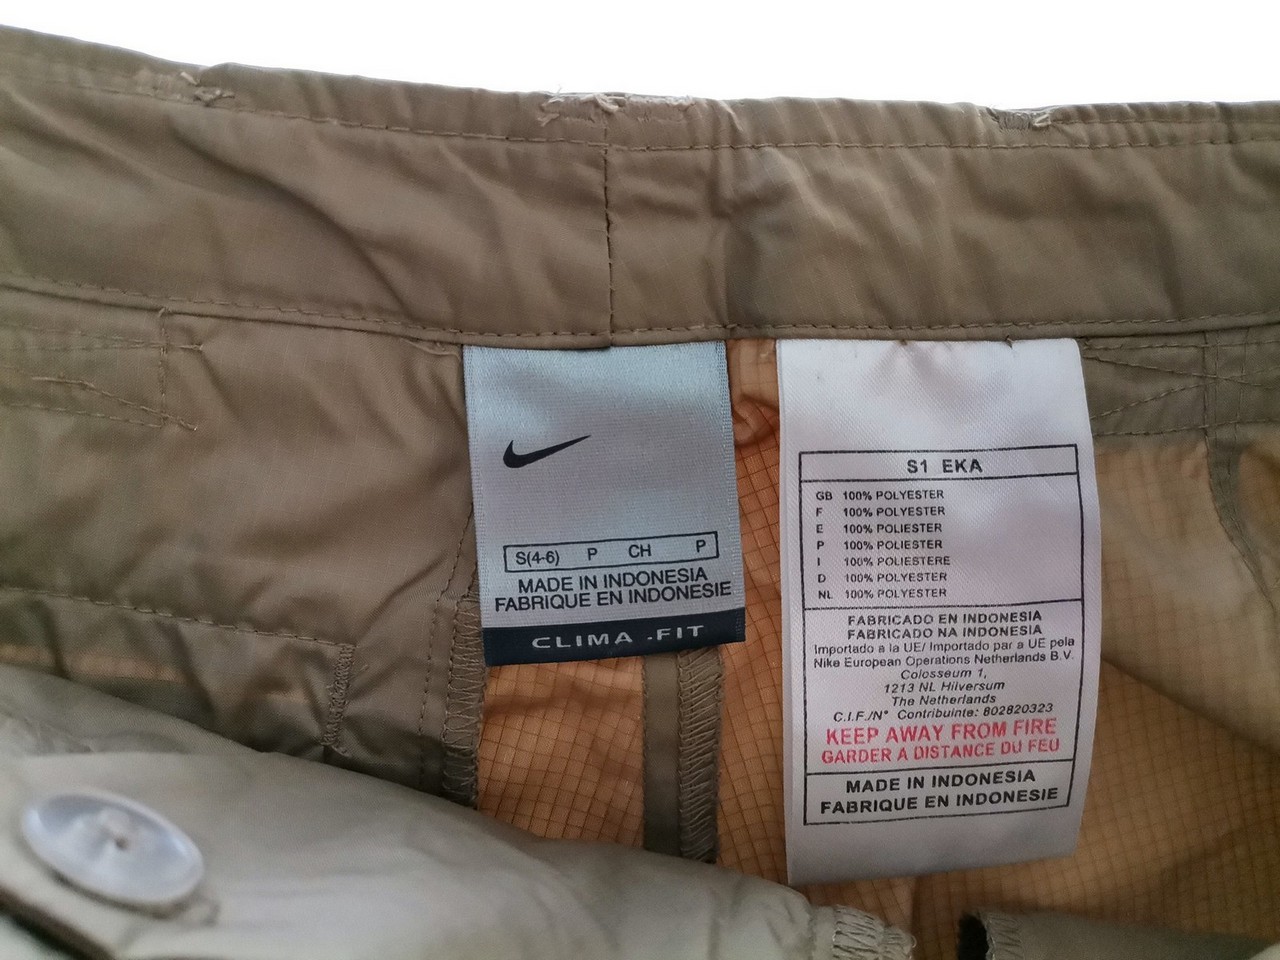 S(4-6) P CH P
MADE IN INDONESIA
FABRIQUE EN INDONESIE
CLIMA .FIT
S1 EKA
GB 100% POLYESTER
F 100% POLYESTER
E 100% POLIESTER
P 100% POLIESTER
I 100% POLIESTERE
D 100% POLYESTER
NL 100% POLYESTER
FABRICADO EN INDONESIA
FABRICADO NA INDONESIA
Importado a la UE/ Importado par a UE pela
Nike European Operations Netherlands B.V.
Colosseum 1,
1213 NL Hilversum
The Netherlands
C.I.F./N° Contribuinte: 802820323
KEEP AWAY FROM FIRE
GARDER A DISTANCE DU FEU
MADE IN INDONESIA
FABRIQUE EN INDONESIE